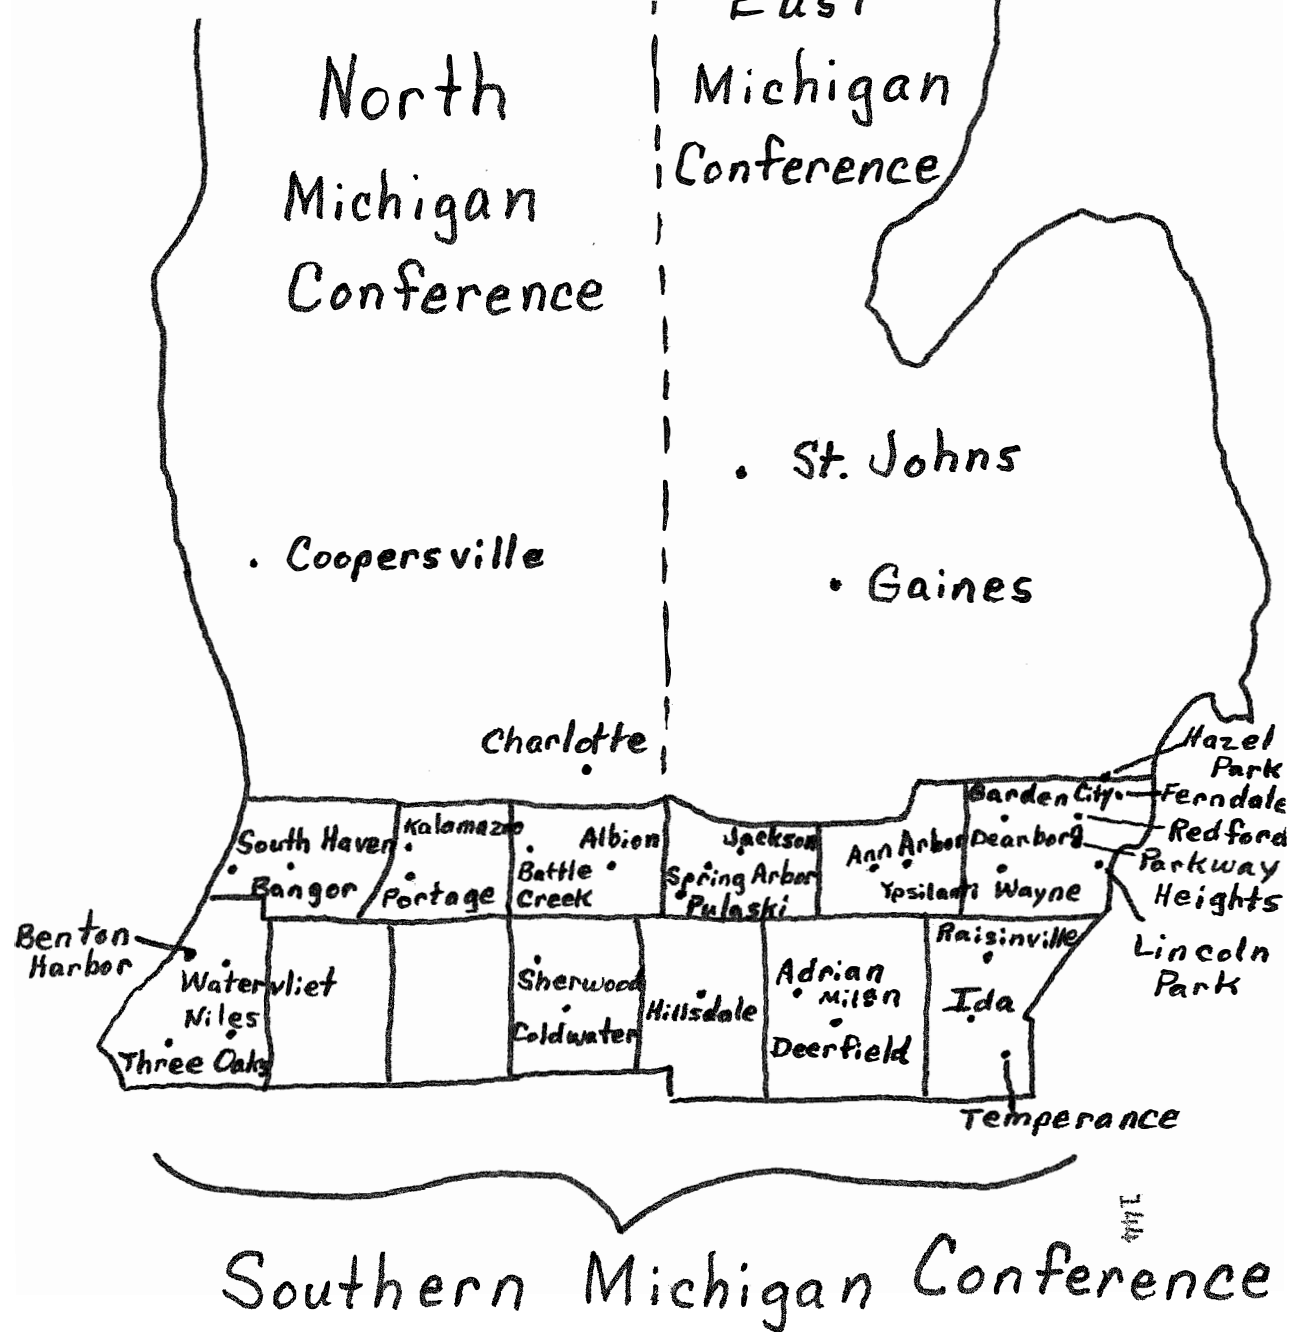 East
North
Michigan
Conference
Michigan
Conference
St. Johns
Coopersville
Gaines
Charlotte
Hazel
Park
Garden City
Ferndale
Kalamazoo
South Haven
Albion
Jackson
Ann Arbor
Dearborn
Redford
Battle
Creek
Spring Arbor
Parkway
Heights
Bangor
Portage
Pulaski
Ypsilanti
Wayne
Benton
Harbor
Raisinville
Lincoln
Park
Watervliet
Sherwood
Adrian
Milan
Hillsdale
Ida
Niles
Coldwater
Deerfield
Three Oaks
Temperance
144
Southern Michigan Conference